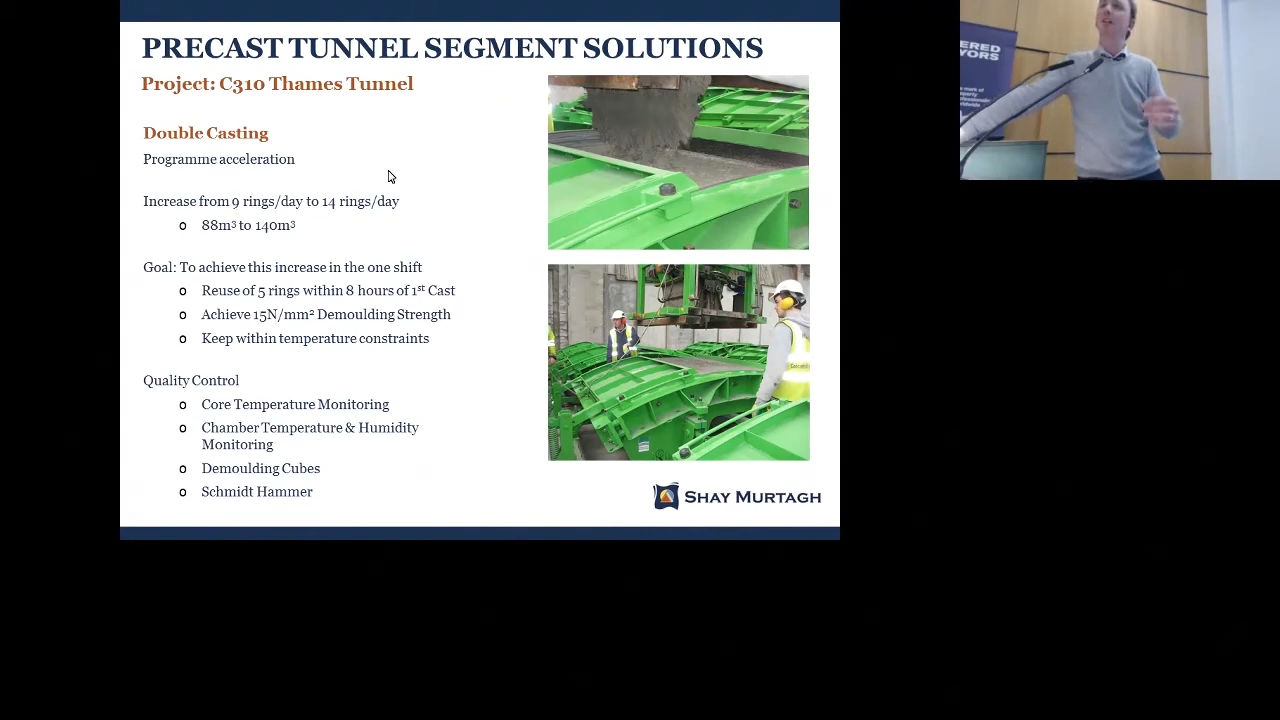 PRECAST TUNNEL SEGMENT SOLUTIONS
Project: C310 Thames Tunnel
Double Casting
Programme acceleration
Increase from 9 rings/day to 14 rings/day
o 88m³ to 140m³
Goal: To achieve this increase in the one shift
o Reuse of 5 rings within 8 hours of 1st Cast
o Achieve 15N/mm² Demoulding Strength
o Keep within temperature constraints
Quality Control
o Core Temperature Monitoring
o Chamber Temperature & Humidity
Monitoring
o Demoulding Cubes
o Schmidt Hammer
SHAY MURTAGH
ERED
YORS